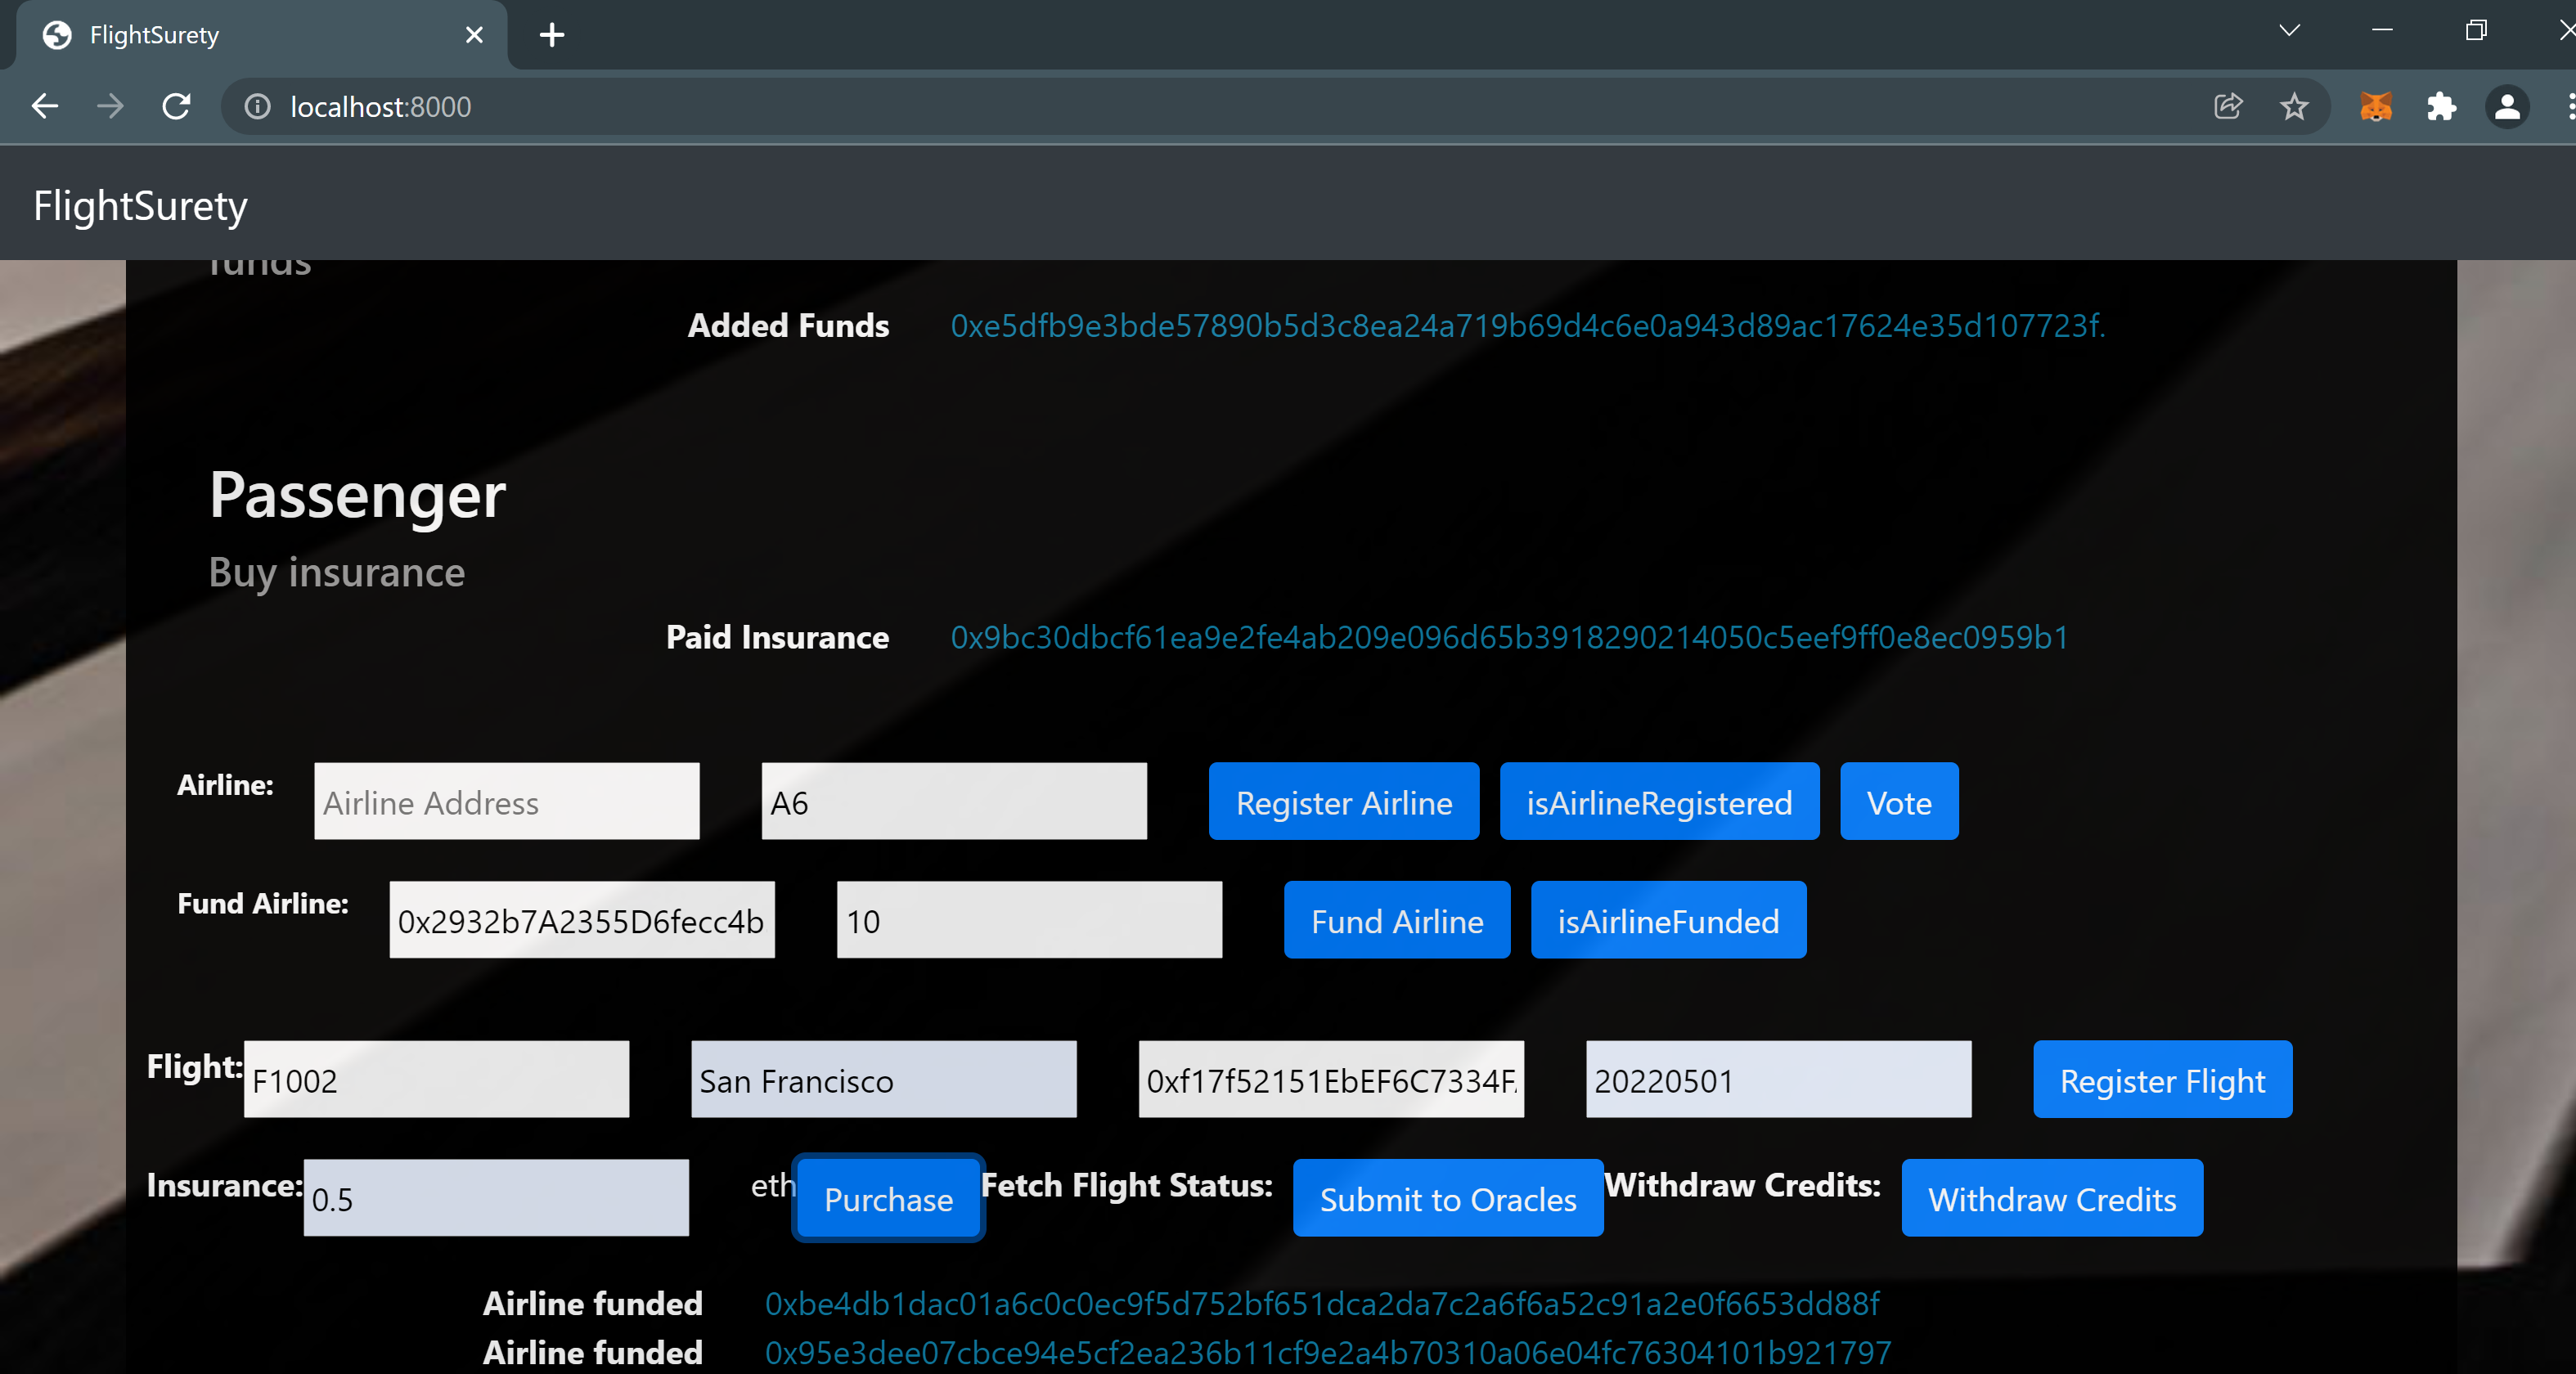 FlightSurety
localhost:8000
FlightSurety
funds
Added Funds 0xe5dfb9e3bde57890b5d3c8ea24a719b69d4c6e0a943d89ac17624e35d107723f.
Passenger
Buy insurance
Paid Insurance 0x9bc30dbcf61ea9e2fe4ab209e096d65b3918290214050c5eef9ff0e8ec0959b1
Airline: Airline Address A6 Register Airline isAirlineRegistered Vote
Fund Airline: 0x2932b7A2355D6fecc4b 10 Fund Airline isAirlineFunded
Flight: F1002 San Francisco 0xf17f52151EbEF6C7334F 20220501 Register Flight
Insurance: 0.5 eth Purchase Fetch Flight Status: Submit to Oracles Withdraw Credits: Withdraw Credits
Airline funded 0xbe4db1dac01a6c0c0ec9f5d752bf651dca2da7c2a6f6a52c91a2e0f6653dd88f
Airline funded 0x95e3dee07cbce94e5cf2ea236b11cf9e2a4b70310a06e04fc76304101b921797